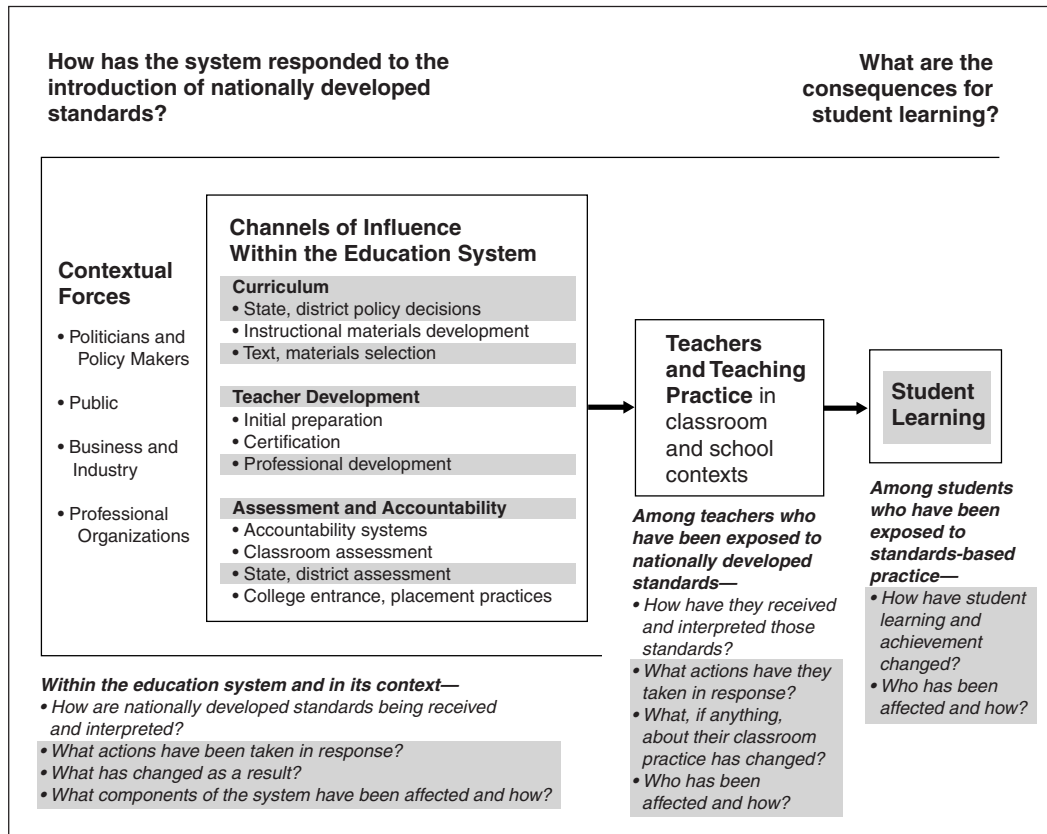 How has the system responded to the
introduction of nationally developed
standards?
What are the
consequences for
student learning?
Contextual
Forces
• Politicians and
Policy Makers
• Public
• Business and
Industry
• Professional
Organizations
Channels of Influence
Within the Education System
Curriculum
• State, district policy decisions
• Instructional materials development
• Text, materials selection
Teacher Development
• Initial preparation
• Certification
• Professional development
Assessment and Accountability
• Accountability systems
• Classroom assessment
• State, district assessment
• College entrance, placement practices
Teachers
and Teaching
Practice in
classroom
and school
contexts
Student
Learning
Within the education system and in its context—
• How are nationally developed standards being received
and interpreted?
• What actions have been taken in response?
• What has changed as a result?
• What components of the system have been affected and how?
Among teachers who
have been exposed to
nationally developed
standards—
• How have they received
and interpreted those
standards?
• What actions have they
taken in response?
• What, if anything,
about their classroom
practice has changed?
• Who has been
affected and how?
Among students
who have been
exposed to
standards-based
practice—
• How have student
learning and
achievement
changed?
• Who has been
affected and how?